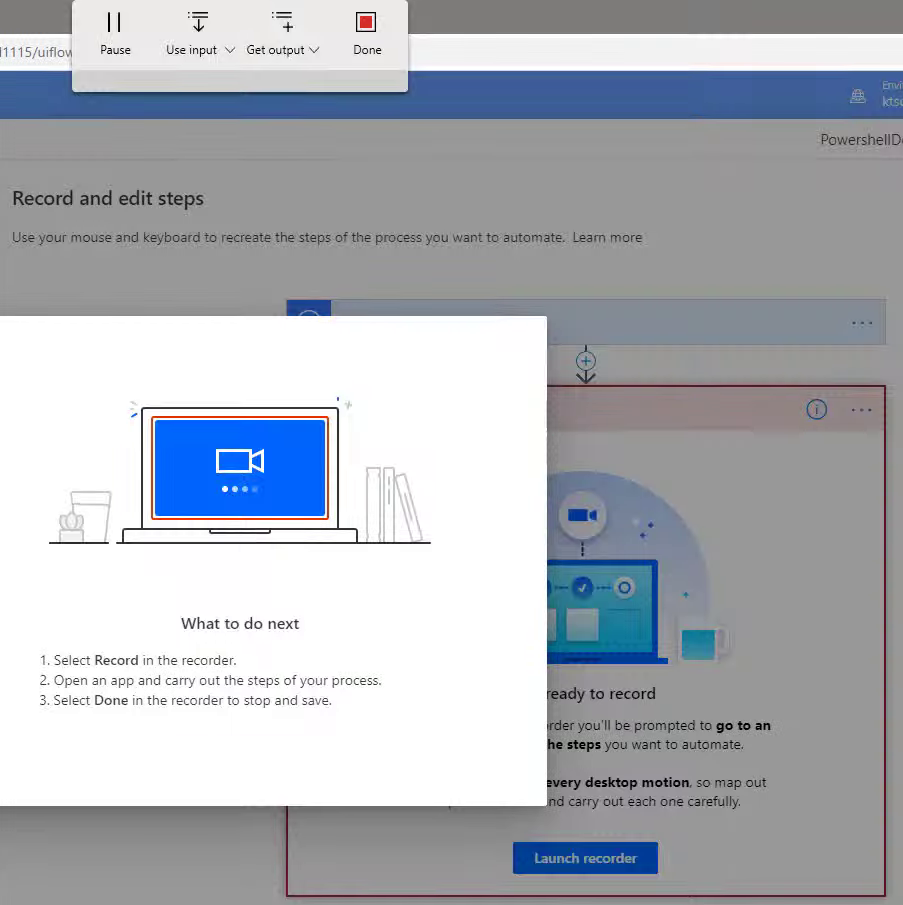 Pause
Use input
Get output
Done
1115/uiflow
Envi
PowershellD
Record and edit steps
Use your mouse and keyboard to recreate the steps of the process you want to automate. Learn more
What to do next
1. Select Record in the recorder.
2. Open an app and carry out the steps of your process.
3. Select Done in the recorder to stop and save.
ready to record
order you'll be prompted to go to an
he steps you want to automate.
every desktop motion, so map out
nd carry out each one carefully.
Launch recorder